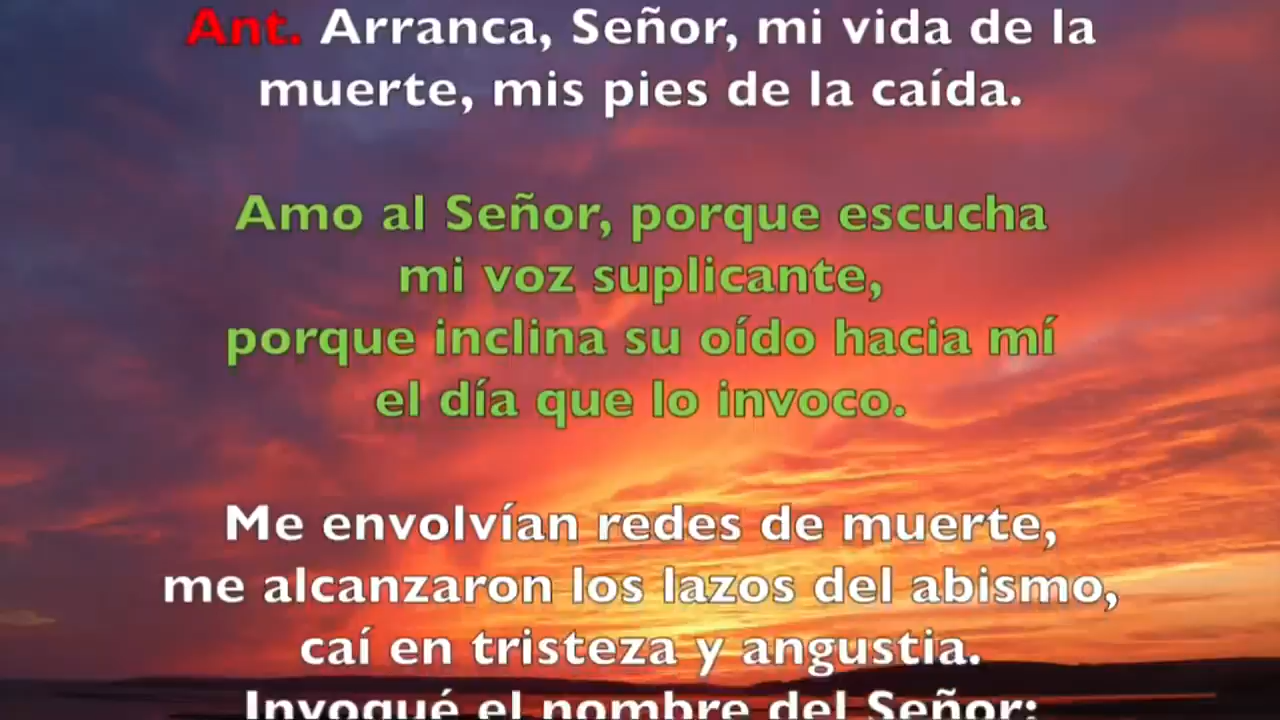 Ant. Arranca, Señor, mi vida de la
muerte, mis pies de la caída.
Amo al Señor, porque escucha
mi voz suplicante,
porque inclina su oído hacia mí
el día que lo invoco.
Me envolvían redes de muerte,
me alcanzaron los lazos del abismo,
caí en tristeza y angustia.
Invoqué el nombre del Señor: